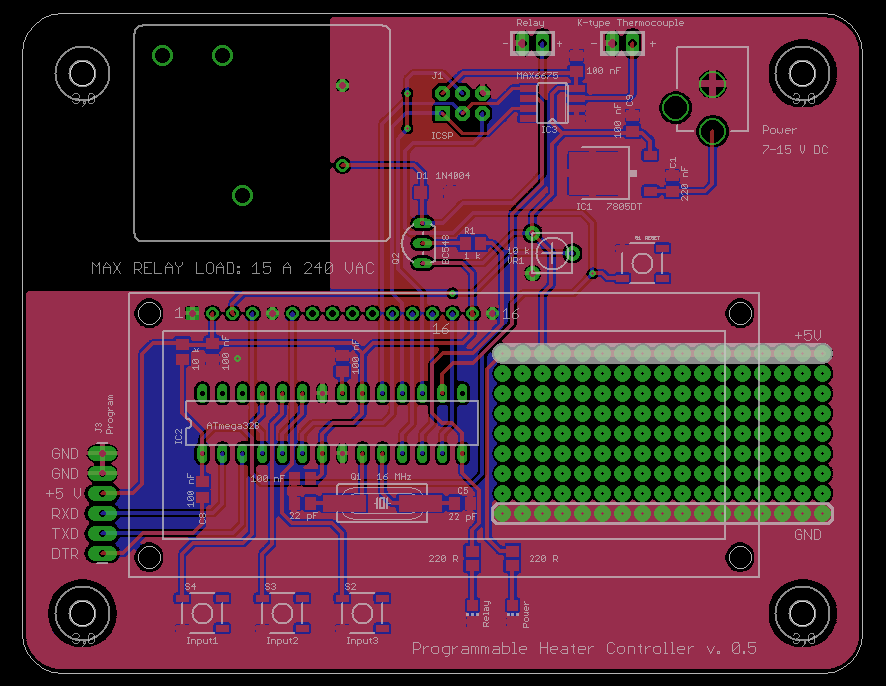 Relay
K-type Thermocouple
- +
- +
J1
MAX6675
100 nF
3,0
3,0
C9
100 nF
ICSP
IC3
Power
7-15 V DC
C1
220 nF
D1 1N4004
IC1 7805DT
R1
1 k
Q2
BC548
10 k
VR1
S1 RESET
MAX RELAY LOAD: 15 A 240 VAC
1
16
16
+5V
10 k
100 nF
100 nF
J3
Program
IC2
ATmega328
GND
GND
+5 V
RXD
TXD
DTR
100 nF
C8
100 nF
Q1 16 MHz
22 pF
C5
22 pF
GND
220 R
220 R
S4
S3
S2
Input1
Input2
Input3
Relay
Power
3,0
3,0
Programmable Heater Controller v. 0.5